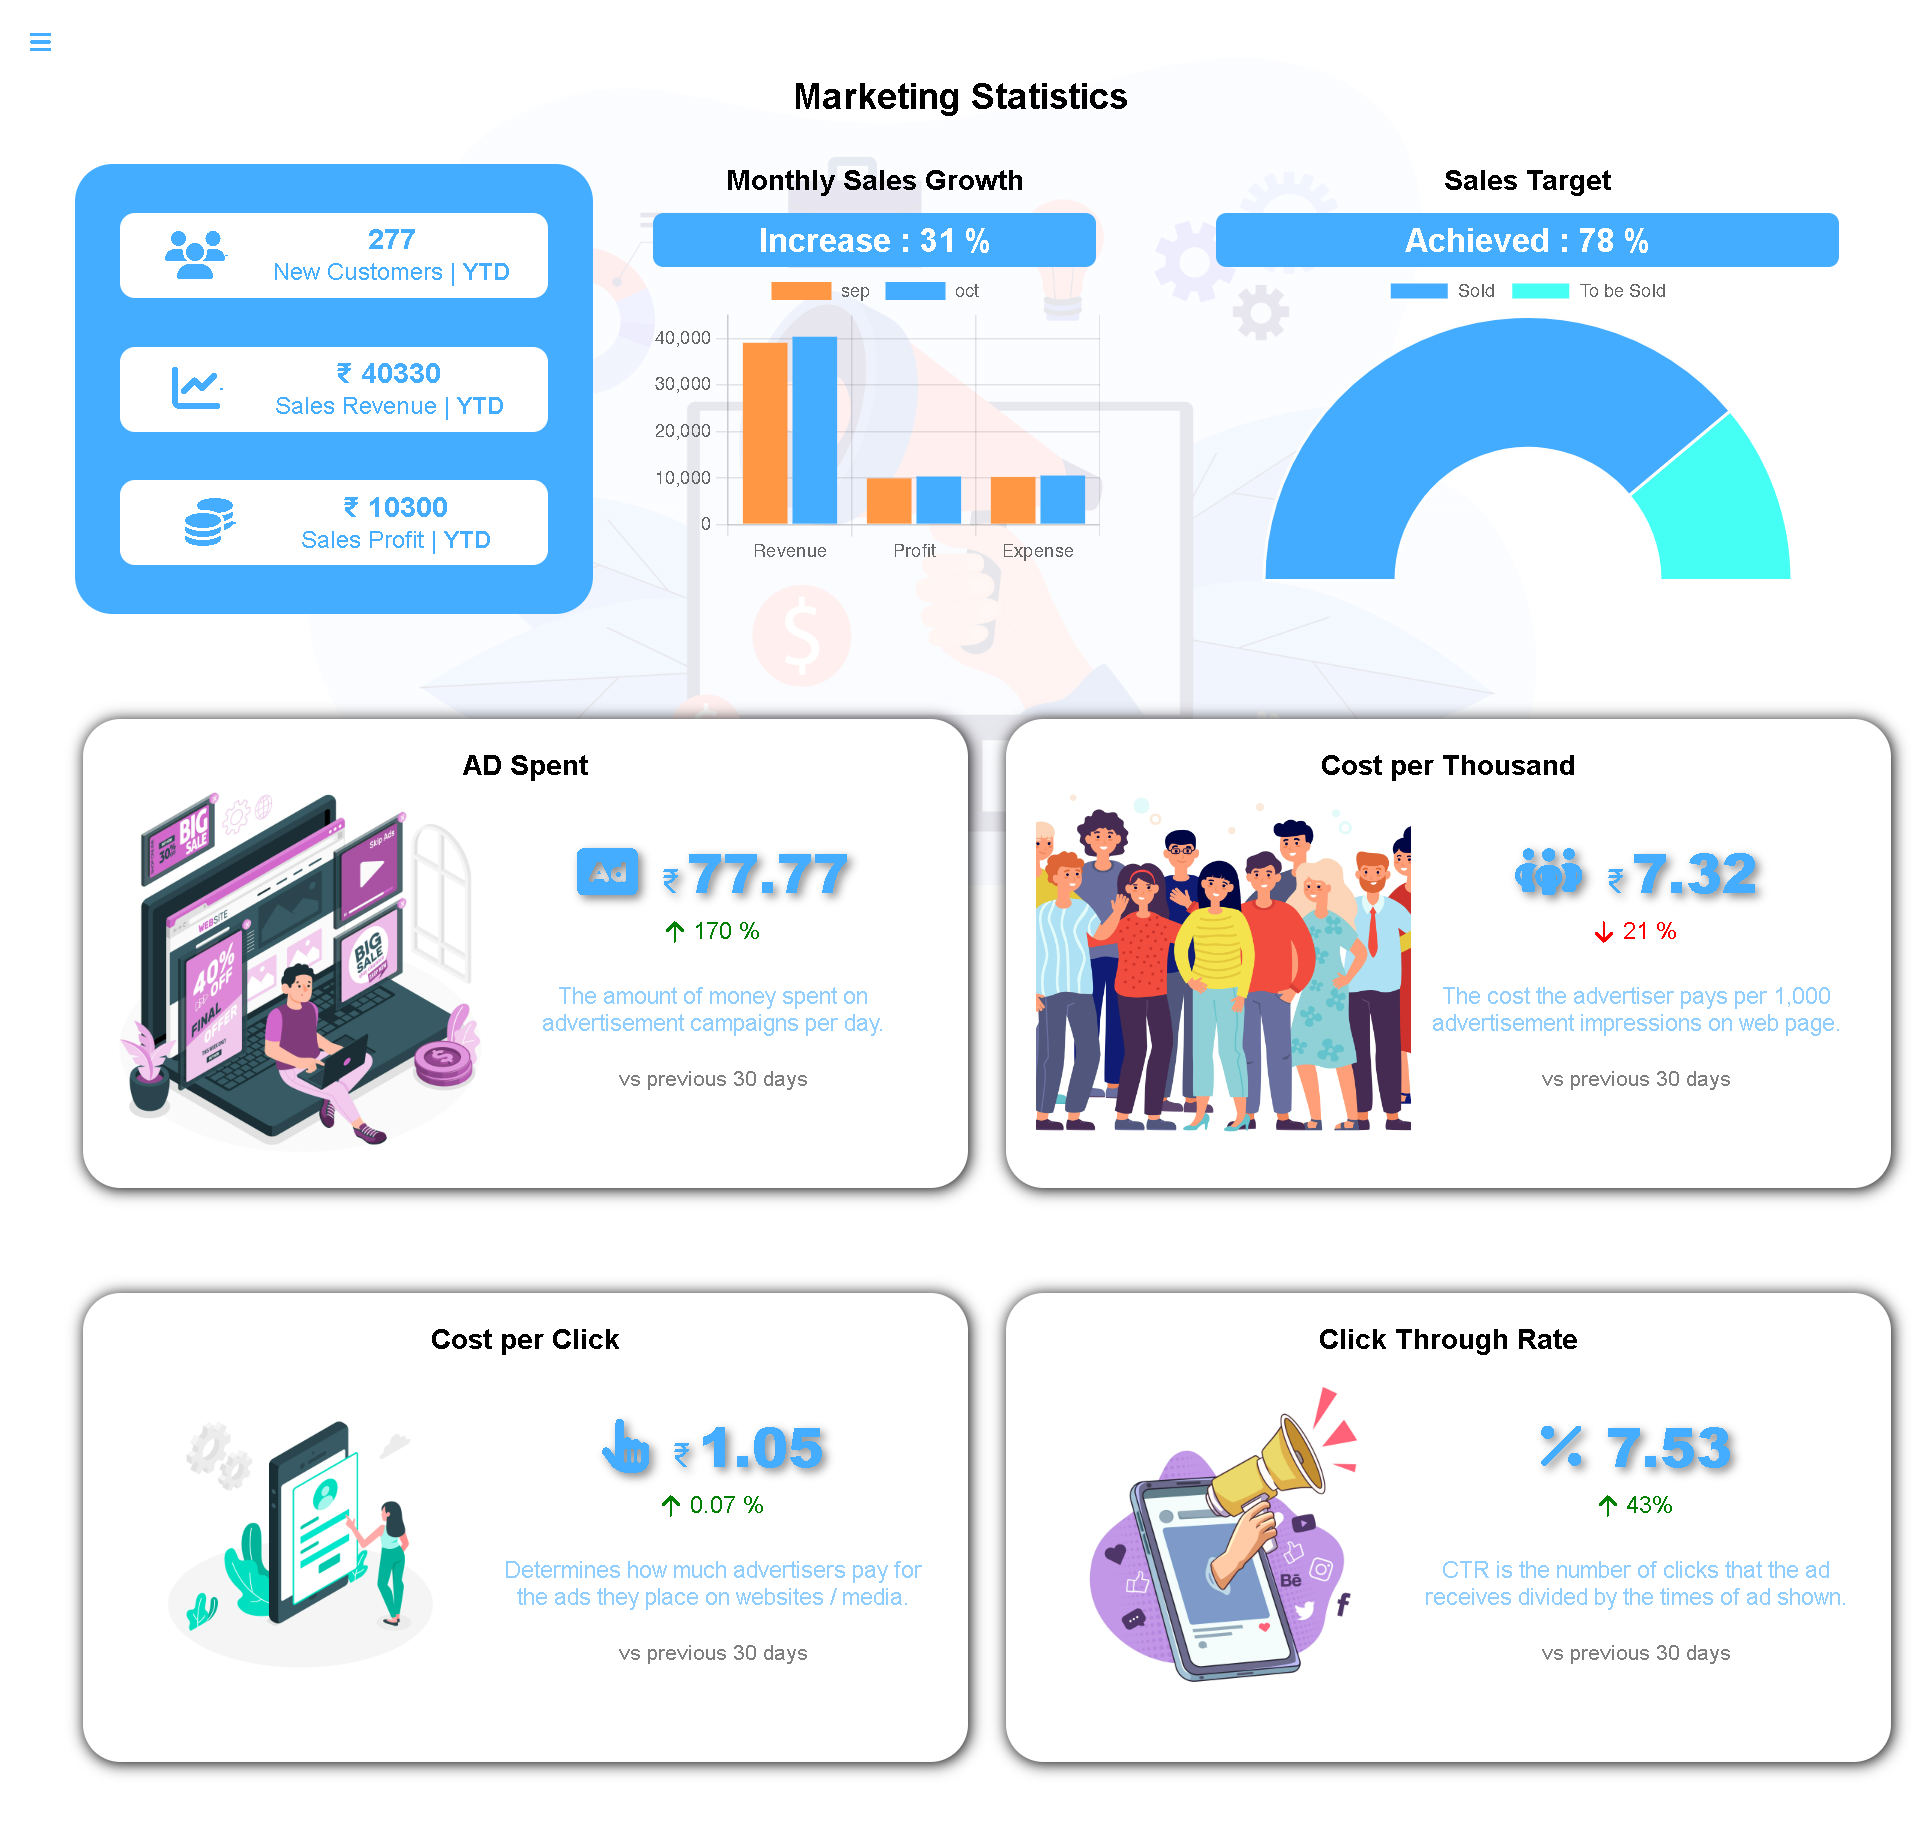 Marketing Statistics
277
New Customers | YTD
₹ 40330
Sales Revenue | YTD
₹ 10300
Sales Profit | YTD
Monthly Sales Growth
Increase : 31 %
sep oct
40,000
30,000
20,000
10,000
0
Revenue Profit Expense
Sales Target
Achieved : 78 %
Sold To be Sold
AD Spent
BIG
SALE
30%
Skip Ads
WEBSITE
40%
OFF
FINAL
OFFER
BIG
SALE
Ad ₹ 77.77
↑ 170 %
The amount of money spent on
advertisement campaigns per day.
vs previous 30 days
Cost per Thousand
₹ 7.32
↓ 21 %
The cost the advertiser pays per 1,000
advertisement impressions on web page.
vs previous 30 days
Cost per Click
₹ 1.05
↑ 0.07 %
Determines how much advertisers pay for
the ads they place on websites / media.
vs previous 30 days
Click Through Rate
Bē
% 7.53
↑ 43%
CTR is the number of clicks that the ad
receives divided by the times of ad shown.
vs previous 30 days